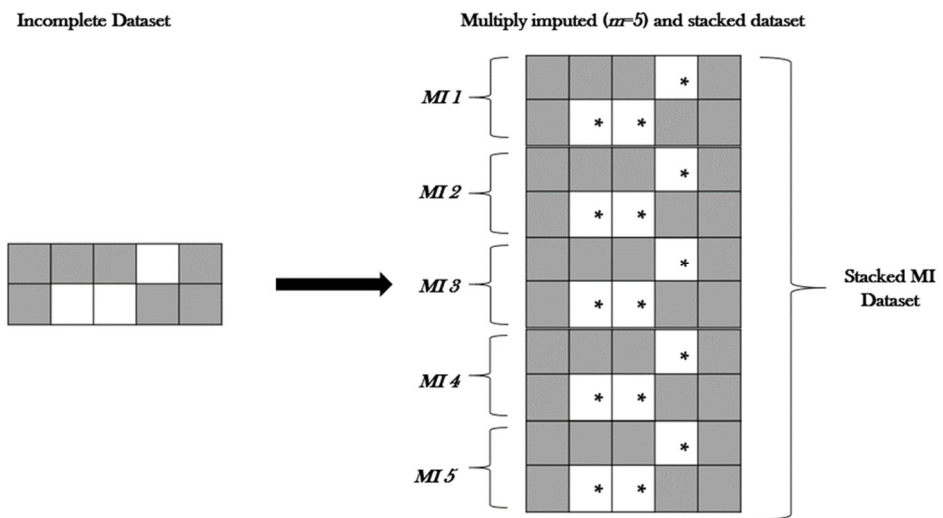 Incomplete Dataset
Multiply imputed (m=5) and stacked dataset
MI 1
*
* *
MI 2
*
* *
MI 3
*
* *
MI 4
*
* *
MI 5
*
* *
Stacked MI
Dataset